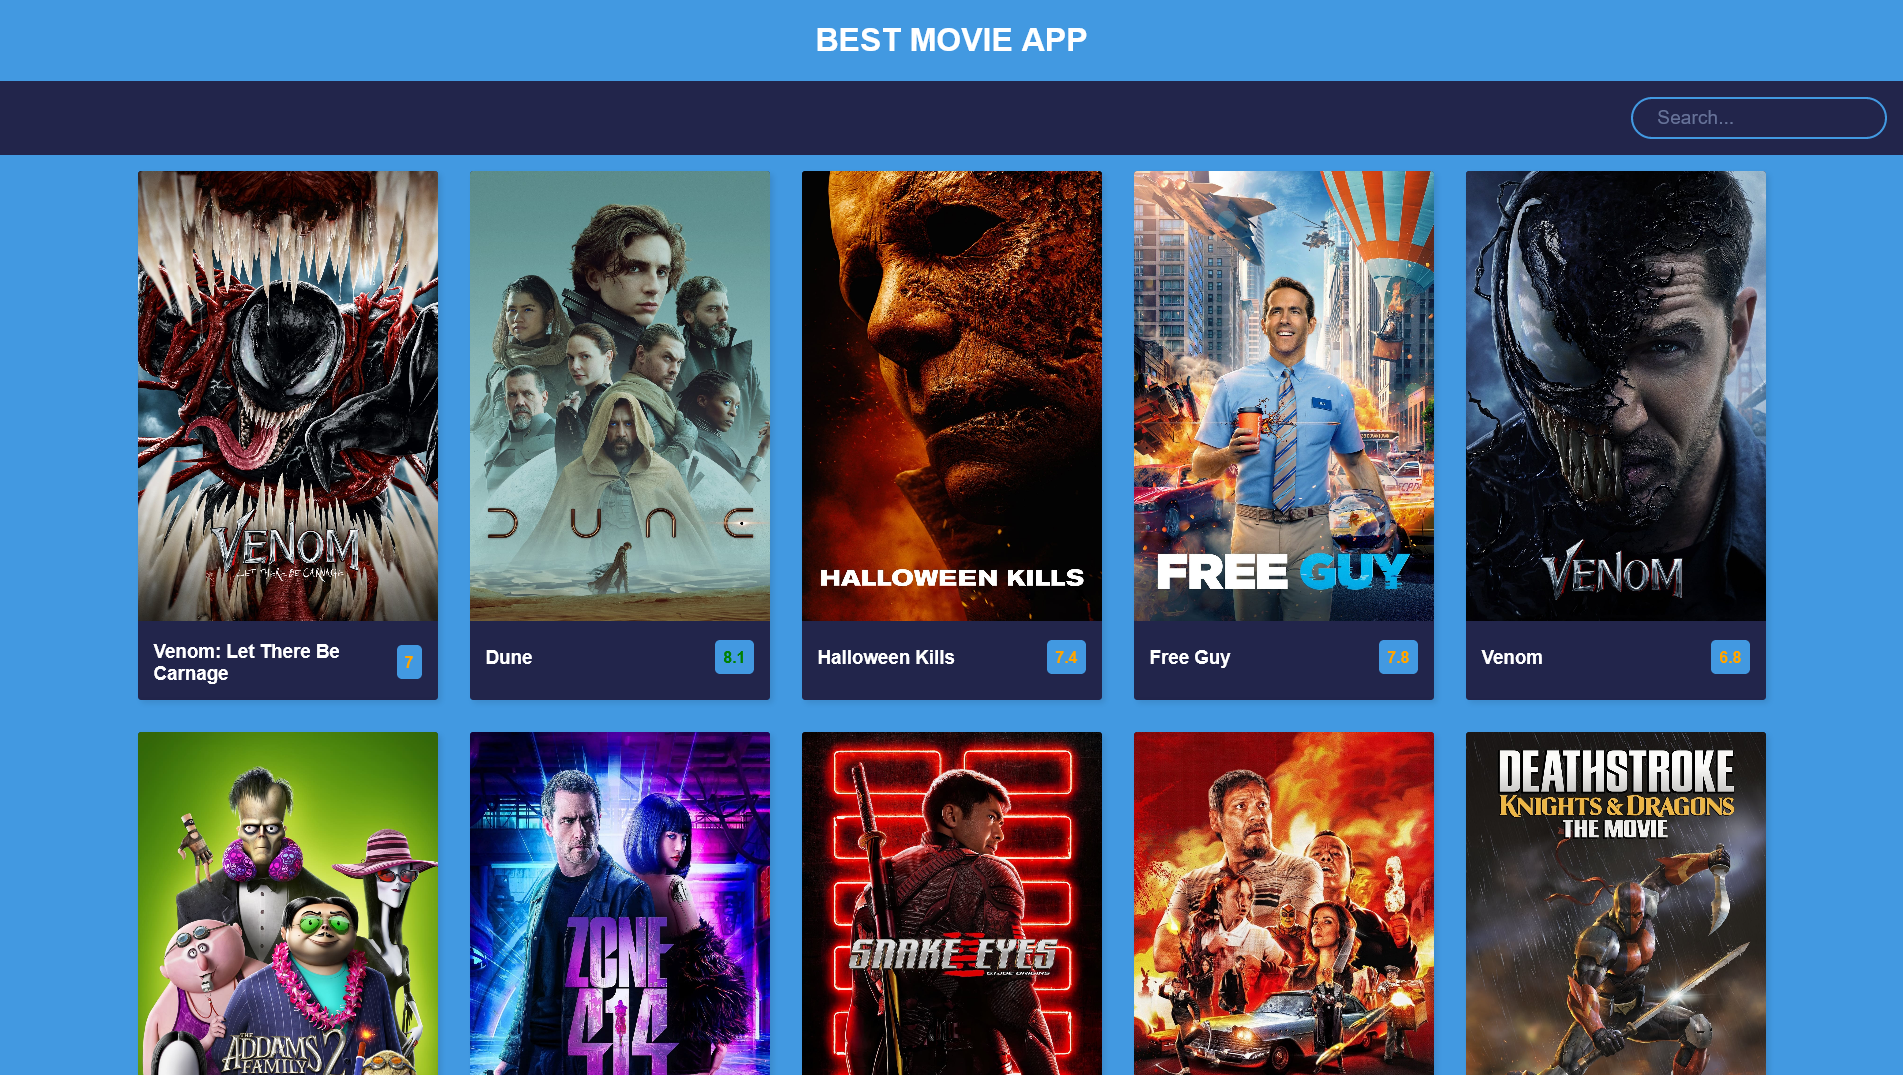 BEST MOVIE APP
Search...
VENOM
LET THERE BE CARNAGE
DUNE
HALLOWEEN KILLS
FREE GUY
VENOM
Venom: Let There Be
Carnage
7
Dune
8.1
Halloween Kills
7.4
Free Guy
7.8
Venom
6.8
THE
ADDAMS
FAMILY 2
ZONE
414
SNAKE EYES
G.I. JOE ORIGINS
DEATHSTROKE
KNIGHTS & DRAGONS
THE MOVIE